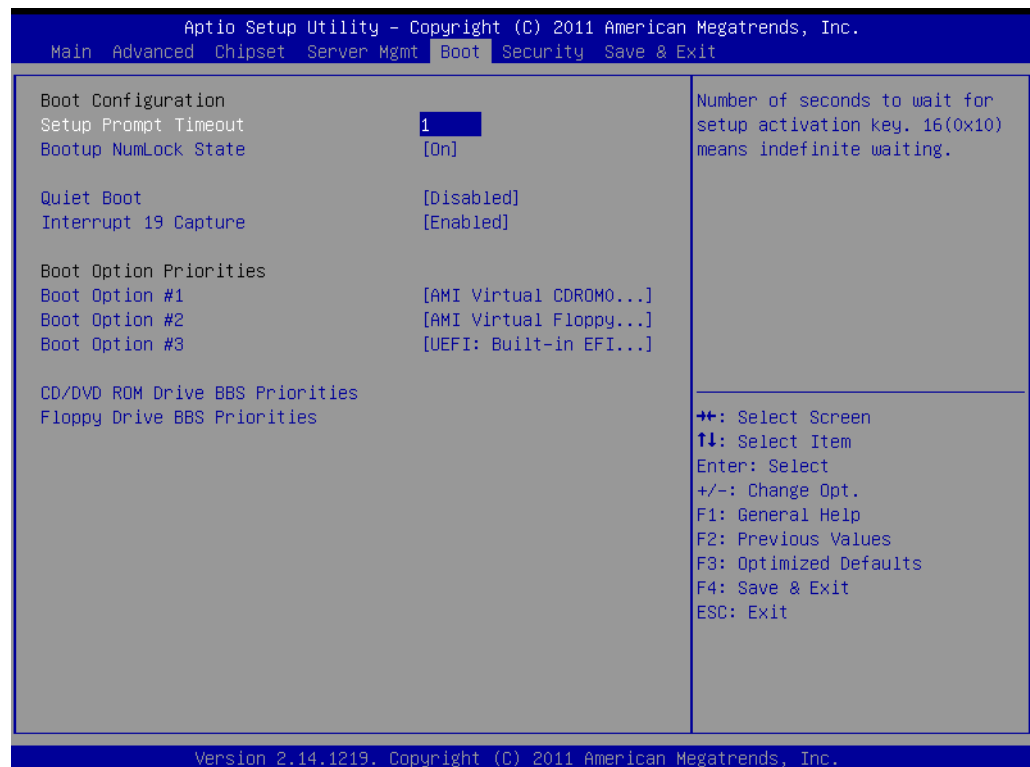 Aptio Setup Utility – Copyright (C) 2011 American Megatrends, Inc.
Main Advanced Chipset Server Mgmt Boot Security Save & Exit
Boot Configuration
Setup Prompt Timeout 1
Bootup NumLock State [On]
Quiet Boot [Disabled]
Interrupt 19 Capture [Enabled]
Boot Option Priorities
Boot Option #1 [AMI Virtual CDROM0...]
Boot Option #2 [AMI Virtual Floppy...]
Boot Option #3 [UEFI: Built-in EFI...]
CD/DVD ROM Drive BBS Priorities
Floppy Drive BBS Priorities
Number of seconds to wait for
setup activation key. 16(0x10)
means indefinite waiting.
→←: Select Screen
↑↓: Select Item
Enter: Select
+/-: Change Opt.
F1: General Help
F2: Previous Values
F3: Optimized Defaults
F4: Save & Exit
ESC: Exit
Version 2.14.1219. Copyright (C) 2011 American Megatrends, Inc.